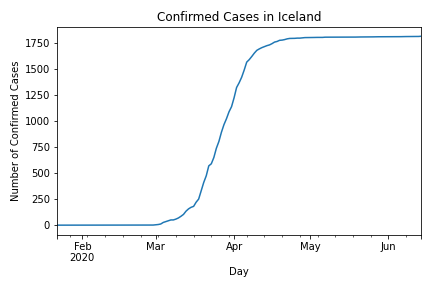 Confirmed Cases in Iceland
Number of Confirmed Cases
1750
1500
1250
1000
750
500
250
0
Feb
2020
Mar
Apr
May
Jun
Day